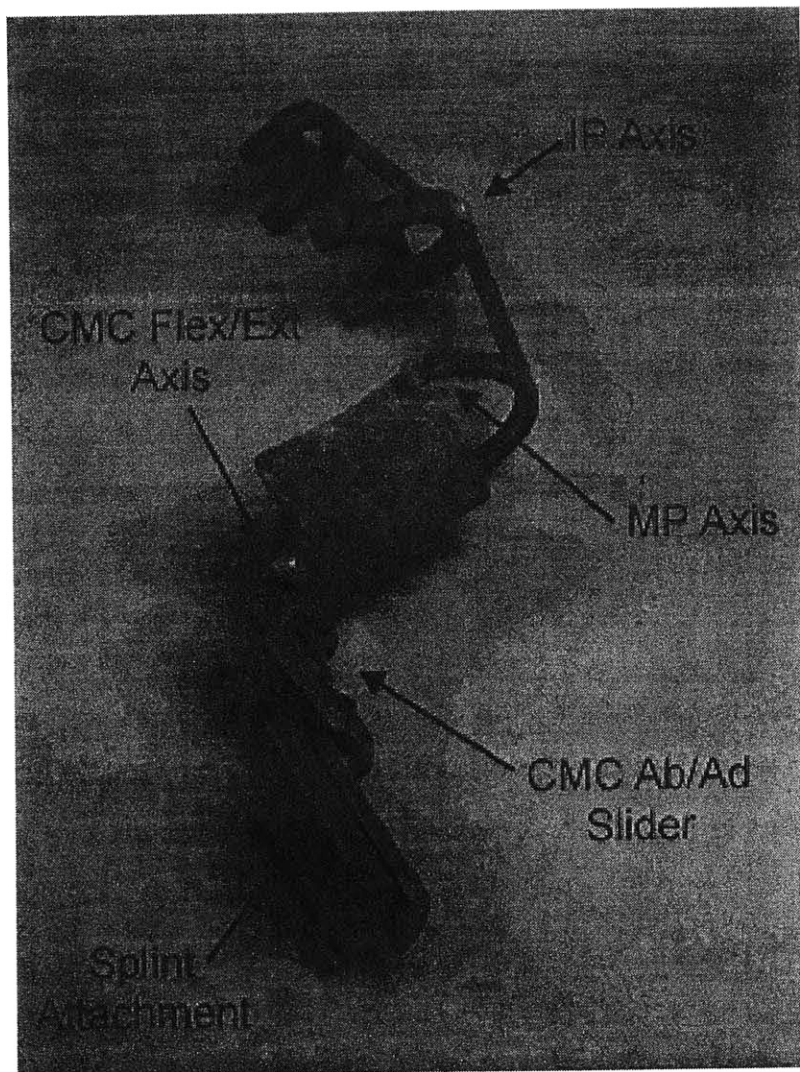 IP Axis
CMC Flex/Ext
Axis
MP Axis
CMC Ab/Ad
Slider
Splint
Attachment